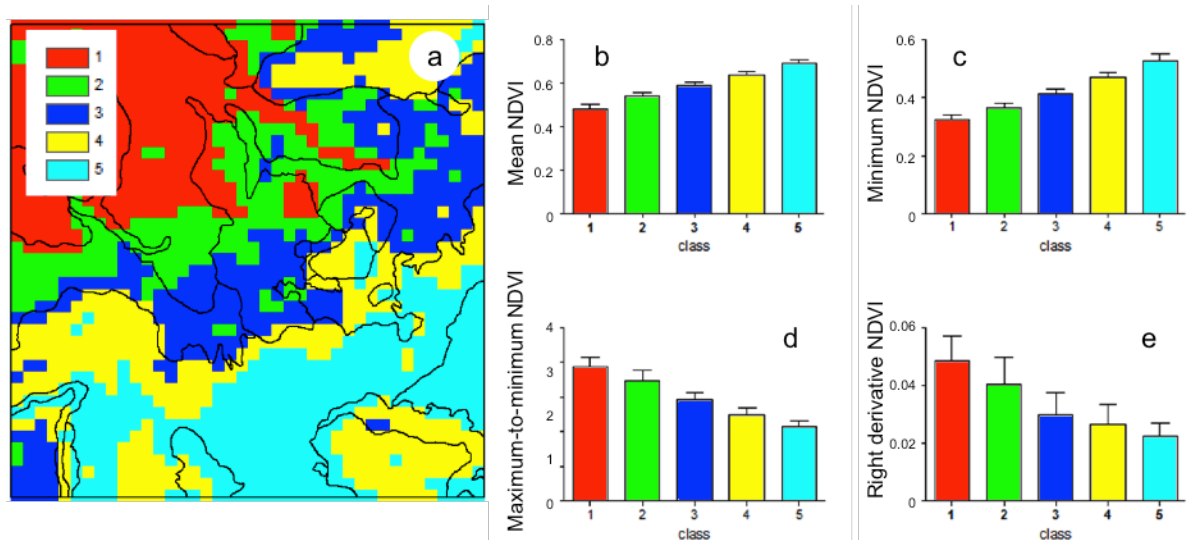 a
1
2
3
4
5
b
Mean NDVI
0.8
0.6
0.4
0.2
0
1 2 3 4 5
class
c
Minimum NDVI
0.6
0.4
0.2
0
1 2 3 4 5
class
d
Maximum-to-minimum NDVI
4
3
3
2
2
1
1
0
1 2 3 4 5
class
e
Right derivative NDVI
0.06
0.04
0.02
0
1 2 3 4 5
class